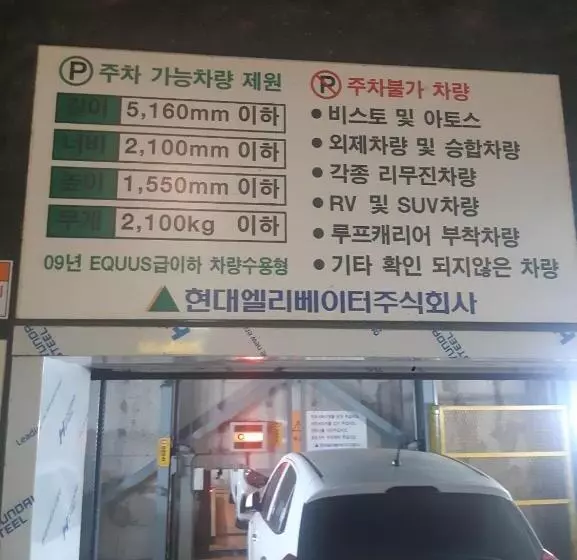 P 주차 가능차량 제원
길이 5,160mm 이하
너비 2,100mm 이하
높이 1,550mm 이하
무게 2,100kg 이하
09년 EQUUS급이하 차량수용형
P 주차불가 차량
• 비스토 및 아토스
• 외제차량 및 승합차량
• 각종 리무진차량
• RV 및 SUV차량
• 루프캐리어 부착차량
• 기타 확인 되지않은 차량
현대엘리베이터주식회사